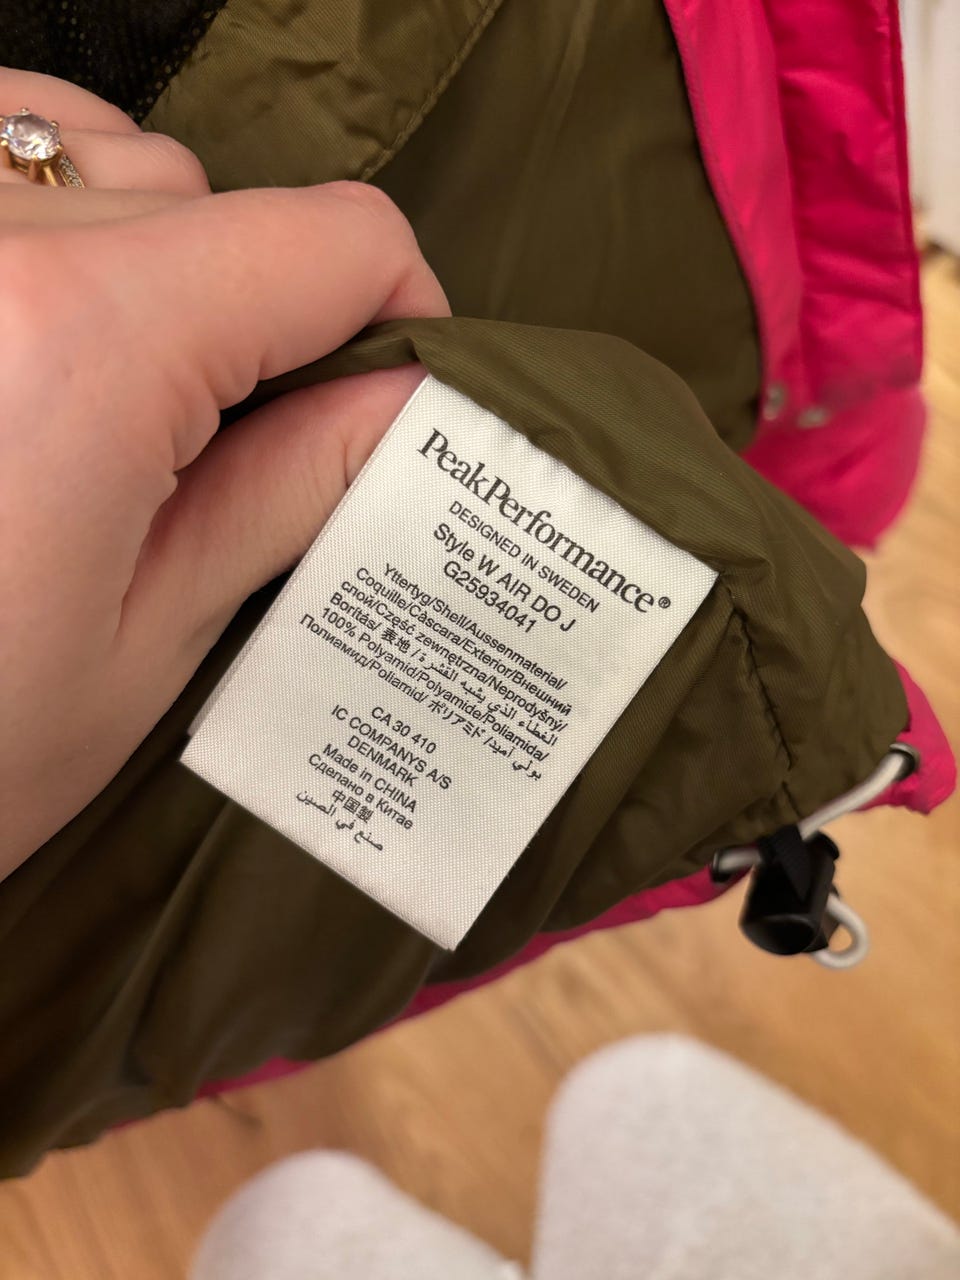 PeakPerformance®
DESIGNED IN SWEDEN
Style W AIR DO J
G25934041
Yttertyg/Shell/Aussenmaterial/
Coquille/Càscara/Exterior/Внешний
слой/Część zewnętrzna/Neprodyšný/
Borítás/ 表地 / الغطاء الذي يشبه القشرة/
100% Polyamid/Polyamide/Poliamida/
Полиамид/Poliamid/ ポリアミド /بولي أميد
CA 30 410
IC COMPANYS A/S
DENMARK
Made in CHINA
Сделано в Китае
中国製
صنع في الصين